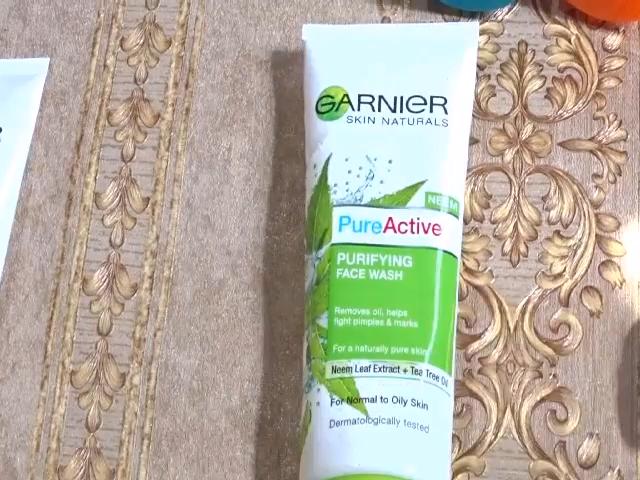 GARNIER
SKIN NATURALS
NEEM
PureActive
PURIFYING
FACE WASH
Removes oil, helps
fight pimples & marks
For a naturally pure skin
Neem Leaf Extract + Tea Tree Oil
For Normal to Oily Skin
Dermatologically tested